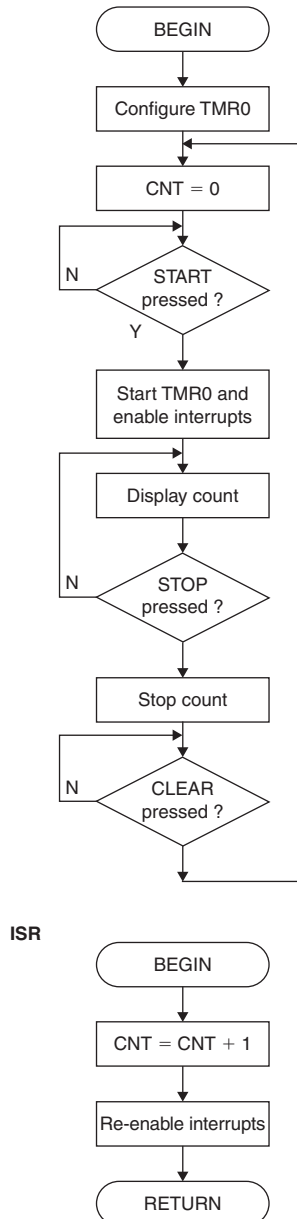 BEGIN
Configure TMR0
CNT = 0
N
START
pressed ?
Y
Start TMR0 and
enable interrupts
Display count
N
STOP
pressed ?
Stop count
N
CLEAR
pressed ?
ISR
BEGIN
CNT = CNT + 1
Re-enable interrupts
RETURN